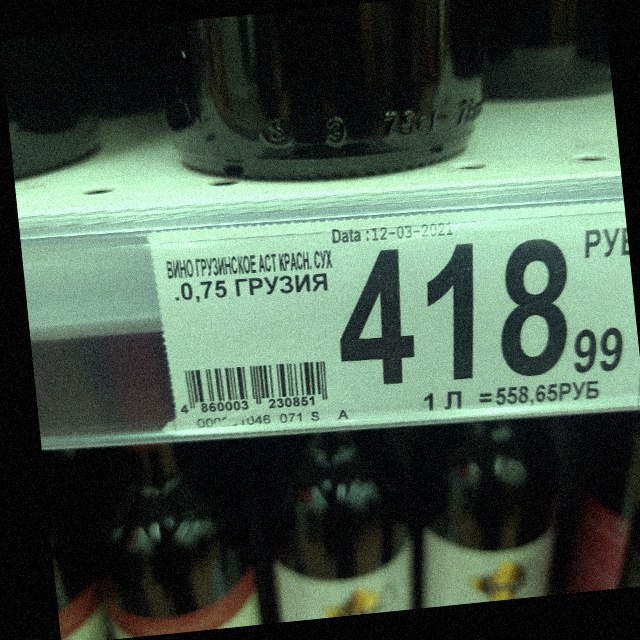 Data :12-03-2021
ВИНО ГРУЗИНСКОЕ АСТ КРАСН. СУХ
.0,75 ГРУЗИЯ
418 99
1 Л =558,65РУБ
4 860003 230851
071 S A